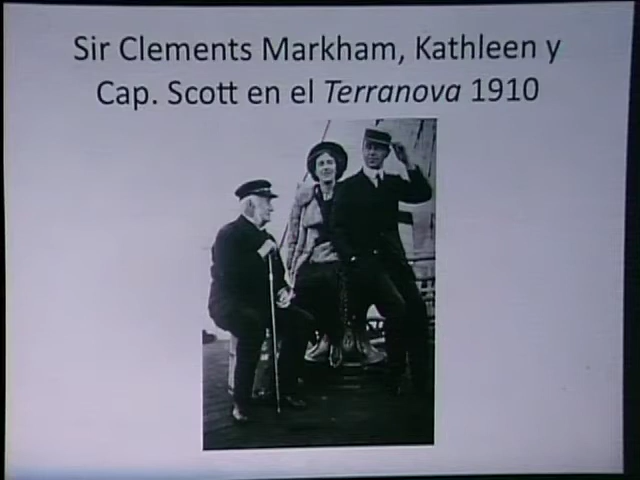 Sir Clements Markham, Kathleen y
Cap. Scott en el Terranova 1910